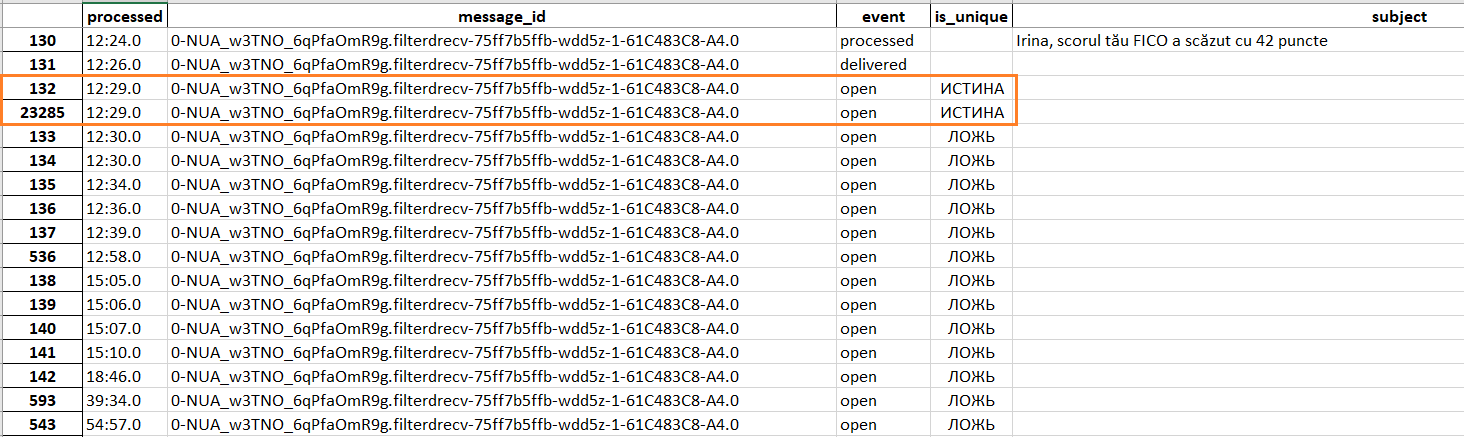 processed message_id event is_unique subject
130 12:24.0 0-NUA_w3TNO_6qPfaOmR9g.filterdrecv-75ff7b5ffb-wdd5z-1-61C483C8-A4.0 processed Irina, scorul tău FICO a scăzut cu 42 puncte
131 12:26.0 0-NUA_w3TNO_6qPfaOmR9g.filterdrecv-75ff7b5ffb-wdd5z-1-61C483C8-A4.0 delivered
132 12:29.0 0-NUA_w3TNO_6qPfaOmR9g.filterdrecv-75ff7b5ffb-wdd5z-1-61C483C8-A4.0 open ИСТИНА
23285 12:29.0 0-NUA_w3TNO_6qPfaOmR9g.filterdrecv-75ff7b5ffb-wdd5z-1-61C483C8-A4.0 open ИСТИНА
133 12:30.0 0-NUA_w3TNO_6qPfaOmR9g.filterdrecv-75ff7b5ffb-wdd5z-1-61C483C8-A4.0 open ЛОЖЬ
134 12:30.0 0-NUA_w3TNO_6qPfaOmR9g.filterdrecv-75ff7b5ffb-wdd5z-1-61C483C8-A4.0 open ЛОЖЬ
135 12:34.0 0-NUA_w3TNO_6qPfaOmR9g.filterdrecv-75ff7b5ffb-wdd5z-1-61C483C8-A4.0 open ЛОЖЬ
136 12:36.0 0-NUA_w3TNO_6qPfaOmR9g.filterdrecv-75ff7b5ffb-wdd5z-1-61C483C8-A4.0 open ЛОЖЬ
137 12:39.0 0-NUA_w3TNO_6qPfaOmR9g.filterdrecv-75ff7b5ffb-wdd5z-1-61C483C8-A4.0 open ЛОЖЬ
536 12:58.0 0-NUA_w3TNO_6qPfaOmR9g.filterdrecv-75ff7b5ffb-wdd5z-1-61C483C8-A4.0 open ЛОЖЬ
138 15:05.0 0-NUA_w3TNO_6qPfaOmR9g.filterdrecv-75ff7b5ffb-wdd5z-1-61C483C8-A4.0 open ЛОЖЬ
139 15:06.0 0-NUA_w3TNO_6qPfaOmR9g.filterdrecv-75ff7b5ffb-wdd5z-1-61C483C8-A4.0 open ЛОЖЬ
140 15:07.0 0-NUA_w3TNO_6qPfaOmR9g.filterdrecv-75ff7b5ffb-wdd5z-1-61C483C8-A4.0 open ЛОЖЬ
141 15:10.0 0-NUA_w3TNO_6qPfaOmR9g.filterdrecv-75ff7b5ffb-wdd5z-1-61C483C8-A4.0 open ЛОЖЬ
142 18:46.0 0-NUA_w3TNO_6qPfaOmR9g.filterdrecv-75ff7b5ffb-wdd5z-1-61C483C8-A4.0 open ЛОЖЬ
593 39:34.0 0-NUA_w3TNO_6qPfaOmR9g.filterdrecv-75ff7b5ffb-wdd5z-1-61C483C8-A4.0 open ЛОЖЬ
543 54:57.0 0-NUA_w3TNO_6qPfaOmR9g.filterdrecv-75ff7b5ffb-wdd5z-1-61C483C8-A4.0 open ЛОЖЬ